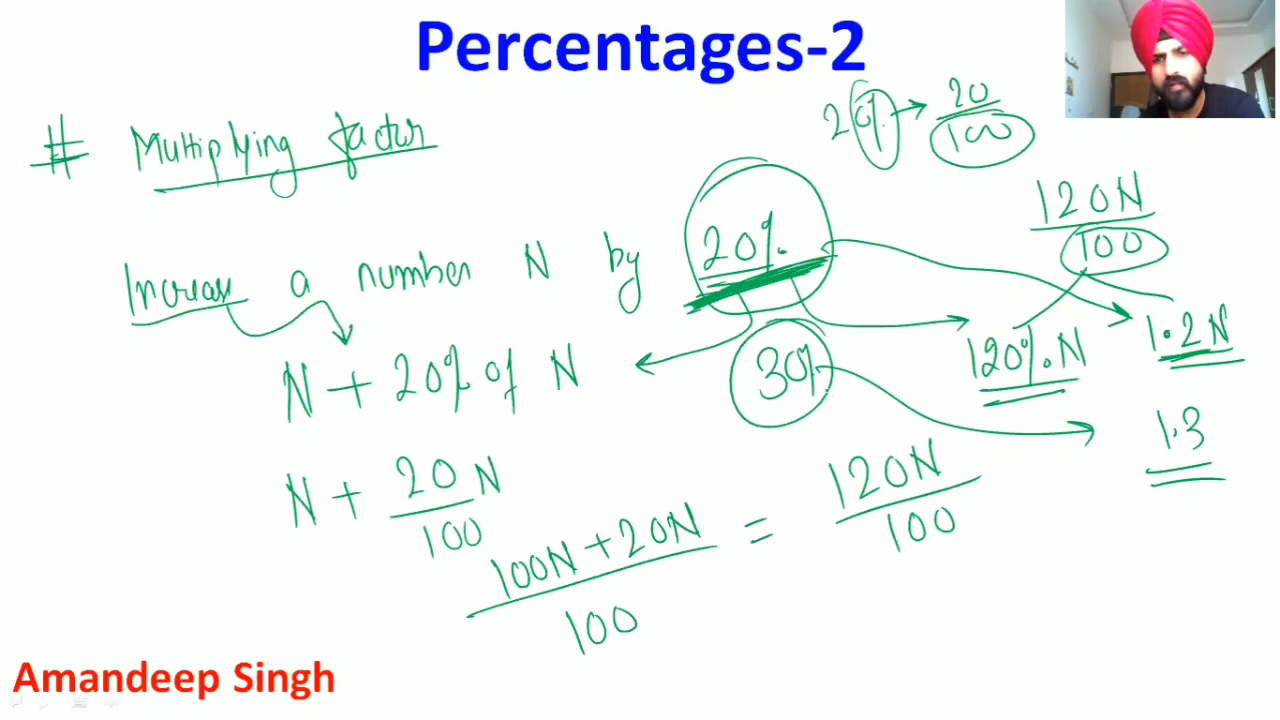 Percentages-2
# Multiplying factor
20% → 20/100
Increase a number N by 20%
120N/100
N + 20% of N
30%
120%.N
1.2N
1.3
N + 20/100 N
(100N + 20N)/100 = 120N/100
Amandeep Singh